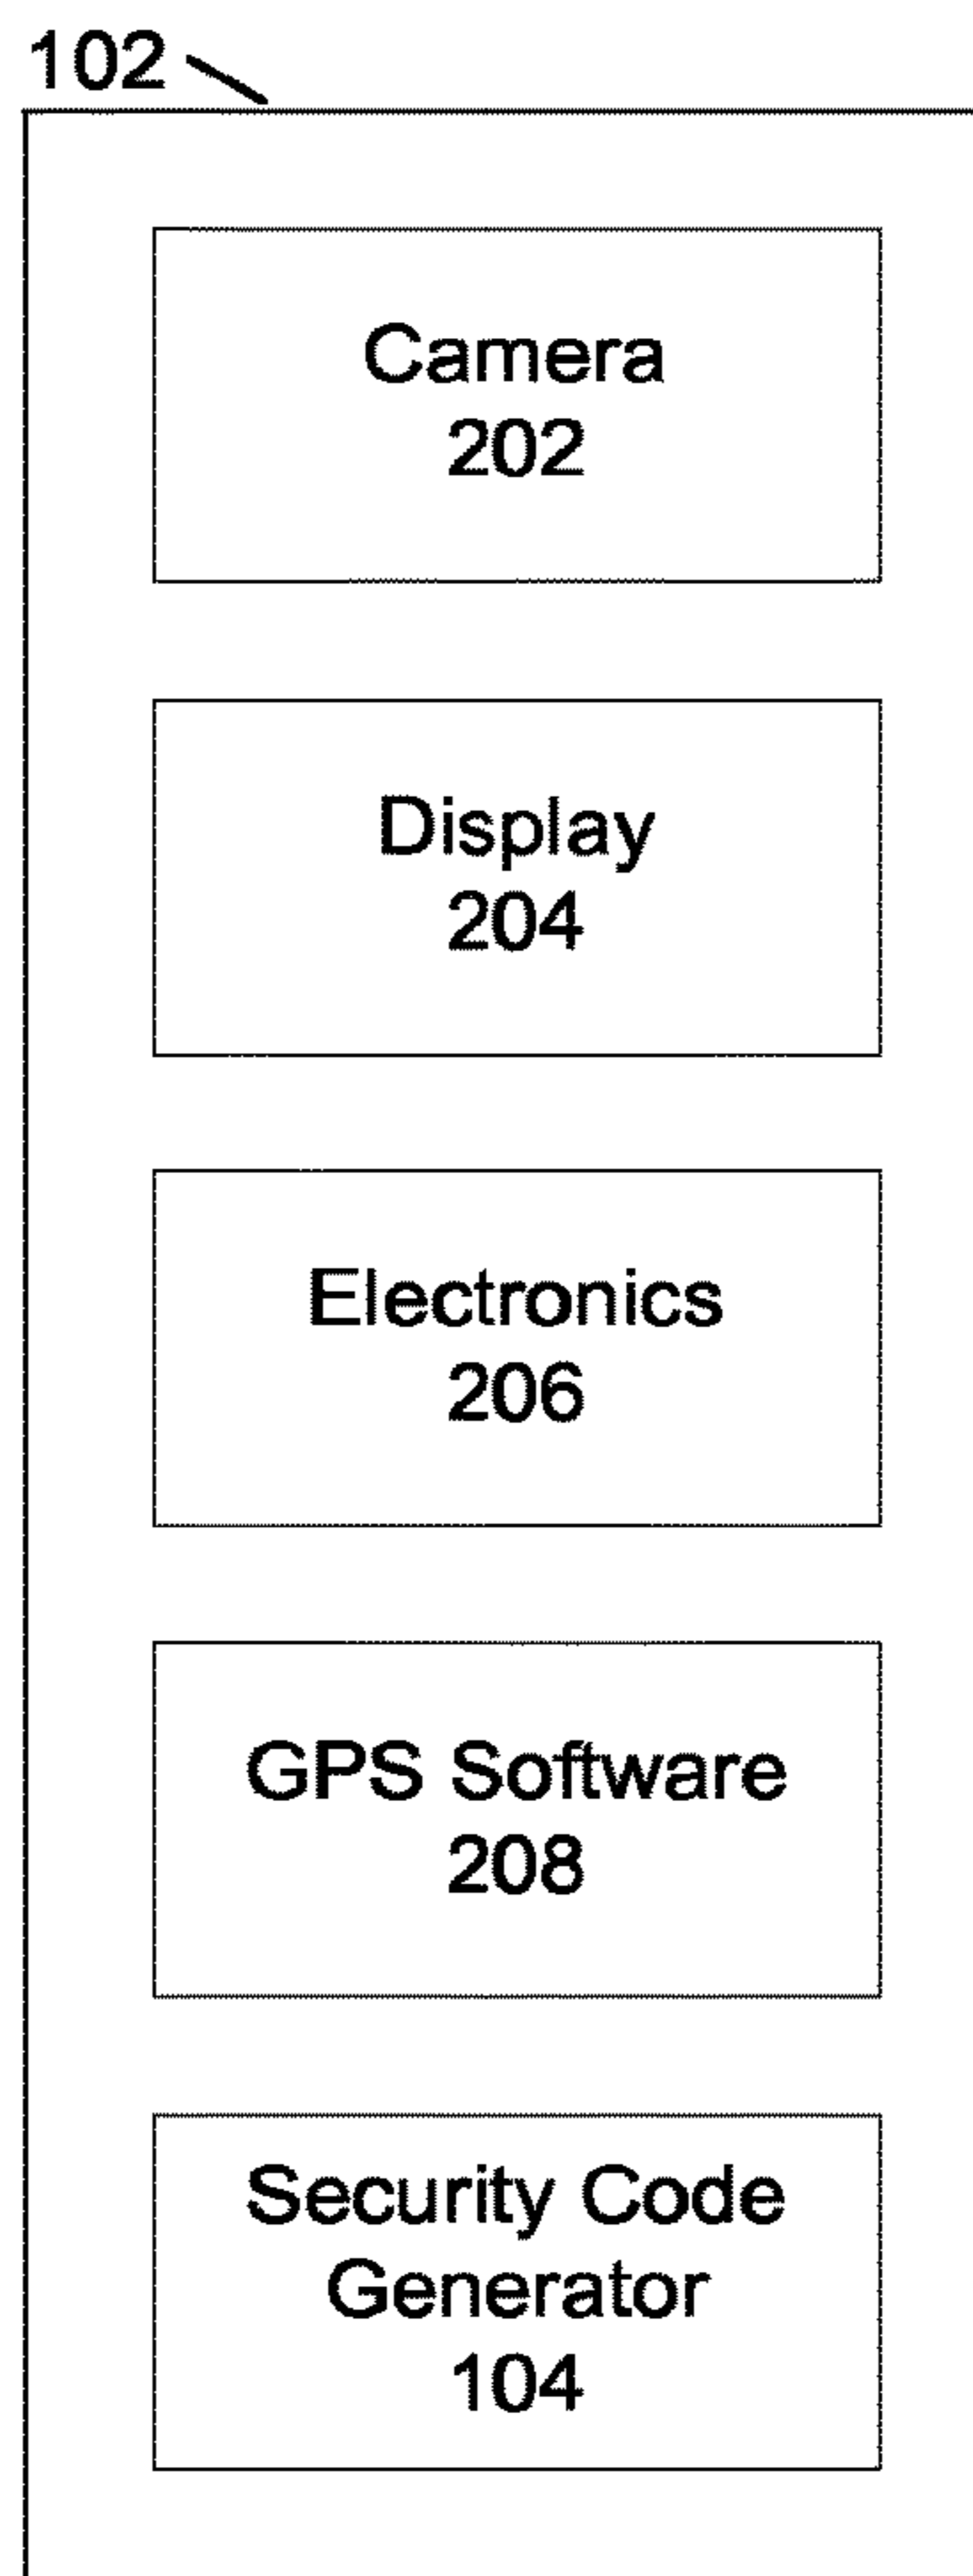 102
Camera
202
Display
204
Electronics
206
GPS Software
208
Security Code
Generator
104